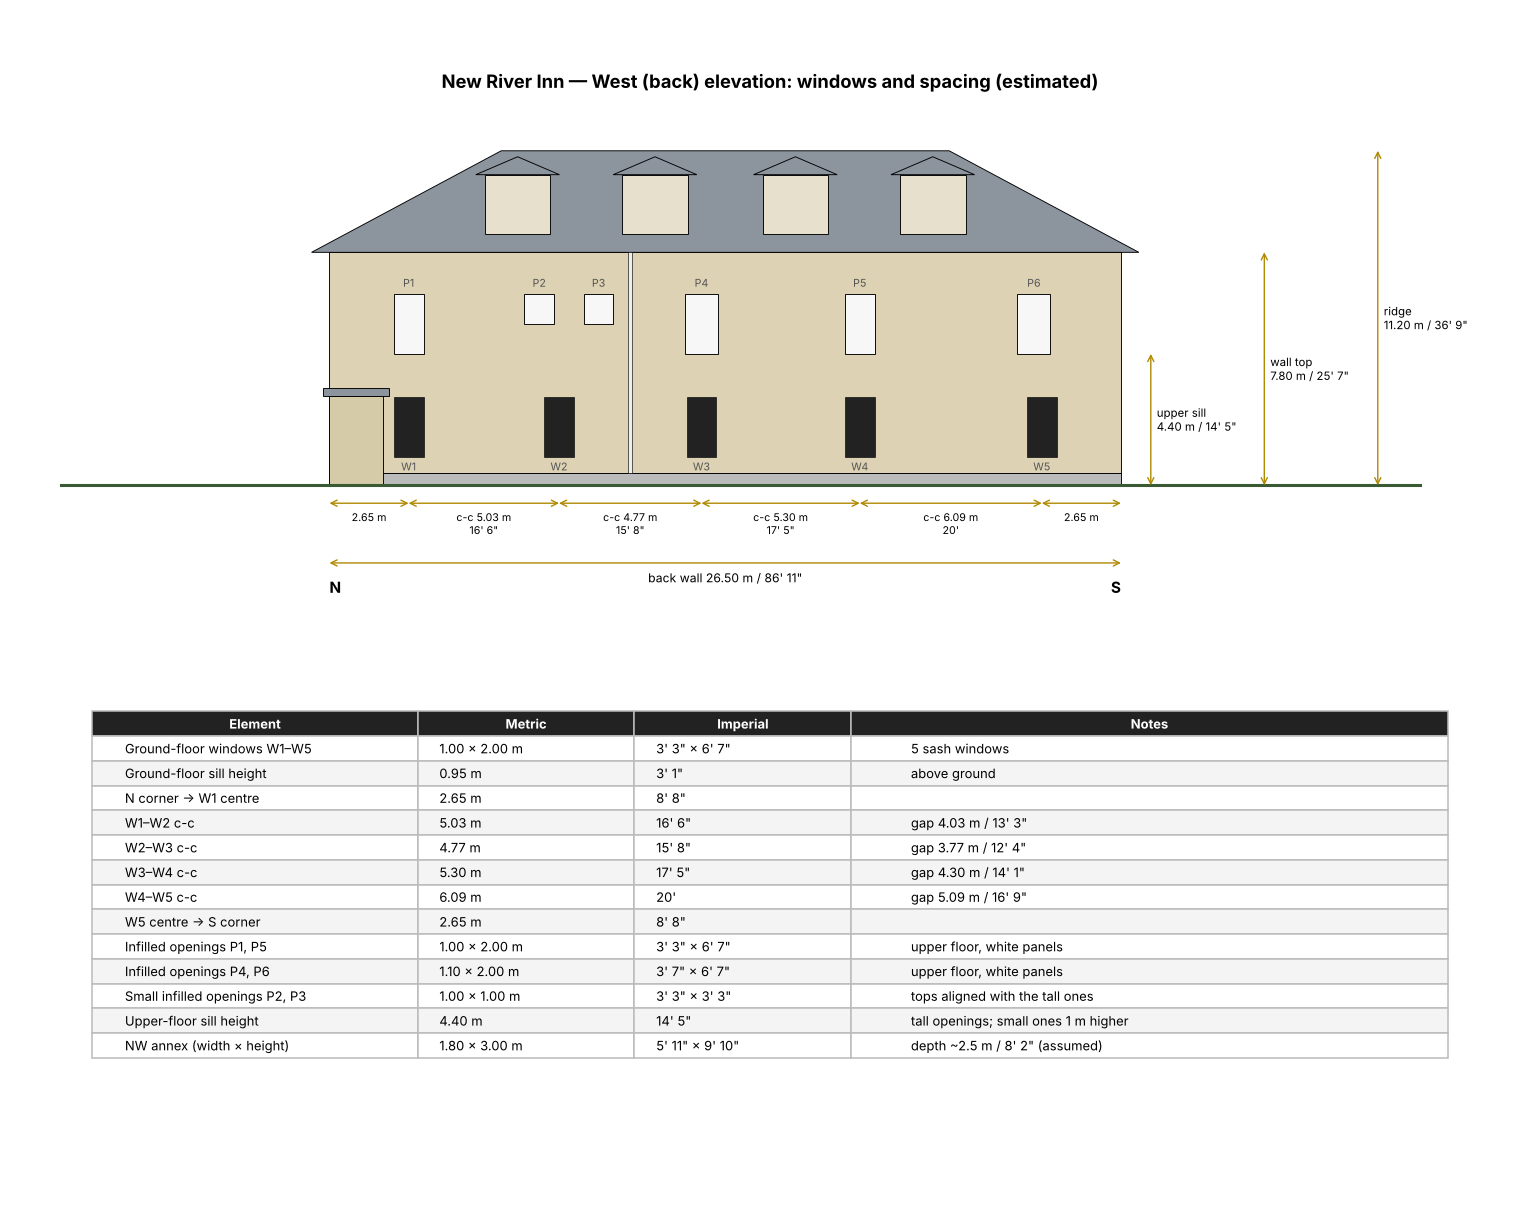 New River Inn — West (back) elevation: windows and spacing (estimated)
P1 P2 P3 P4 P5 P6
ridge
11.20 m / 36' 9"
wall top
7.80 m / 25' 7"
upper sill
4.40 m / 14' 5"
W1 W2 W3 W4 W5
2.65 m c-c 5.03 m c-c 4.77 m c-c 5.30 m c-c 6.09 m 2.65 m
16' 6" 15' 8" 17' 5" 20'
back wall 26.50 m / 86' 11"
N S
Element Metric Imperial Notes
Ground-floor windows W1–W5 1.00 × 2.00 m 3' 3" × 6' 7" 5 sash windows
Ground-floor sill height 0.95 m 3' 1" above ground
N corner → W1 centre 2.65 m 8' 8"
W1–W2 c-c 5.03 m 16' 6" gap 4.03 m / 13' 3"
W2–W3 c-c 4.77 m 15' 8" gap 3.77 m / 12' 4"
W3–W4 c-c 5.30 m 17' 5" gap 4.30 m / 14' 1"
W4–W5 c-c 6.09 m 20' gap 5.09 m / 16' 9"
W5 centre → S corner 2.65 m 8' 8"
Infilled openings P1, P5 1.00 × 2.00 m 3' 3" × 6' 7" upper floor, white panels
Infilled openings P4, P6 1.10 × 2.00 m 3' 7" × 6' 7" upper floor, white panels
Small infilled openings P2, P3 1.00 × 1.00 m 3' 3" × 3' 3" tops aligned with the tall ones
Upper-floor sill height 4.40 m 14' 5" tall openings; small ones 1 m higher
NW annex (width × height) 1.80 × 3.00 m 5' 11" × 9' 10" depth ~2.5 m / 8' 2" (assumed)